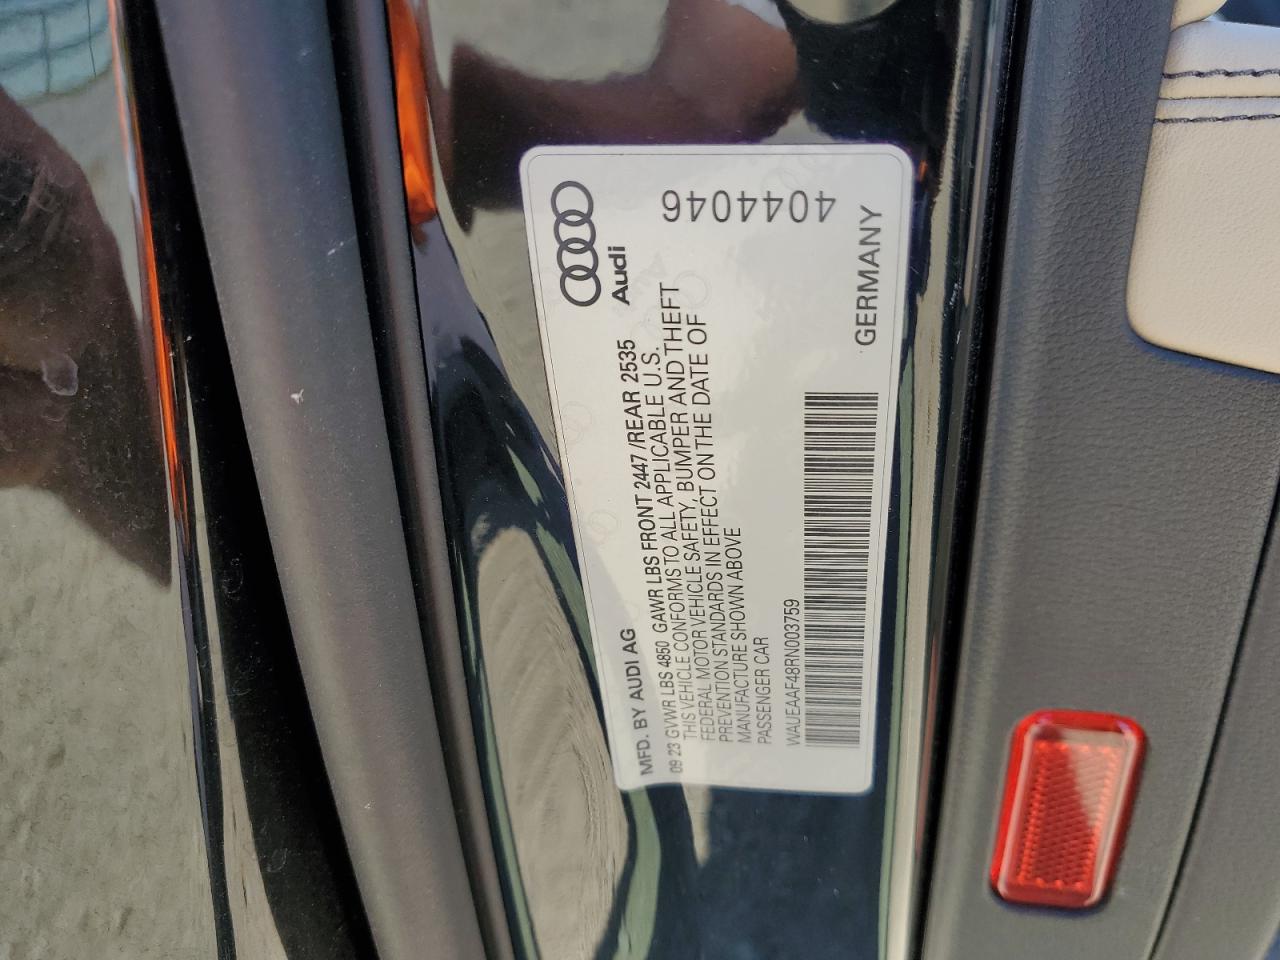 Audi
MFD. BY AUDI AG
09 23 GVWR LBS 4850 GAWR LBS FRONT 2447 /REAR 2535
THIS VEHICLE CONFORMS TO ALL APPLICABLE U.S.
FEDERAL MOTOR VEHICLE SAFETY, BUMPER AND THEFT
PREVENTION STANDARDS IN EFFECT ON THE DATE OF
MANUFACTURE SHOWN ABOVE
PASSENGER CAR
WAUEAAF48RN003759
GERMANY
4044046